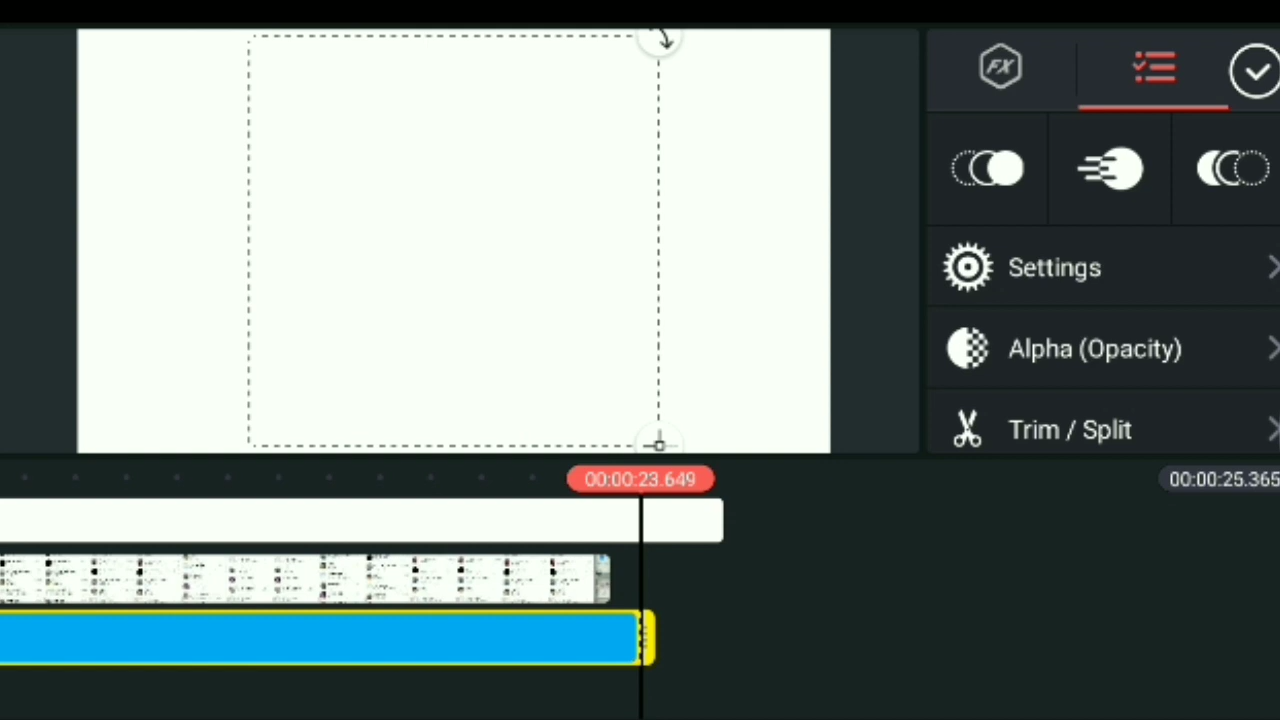 FX
Settings
Alpha (Opacity)
Trim / Split
00:00:23.649
00:00:25.365